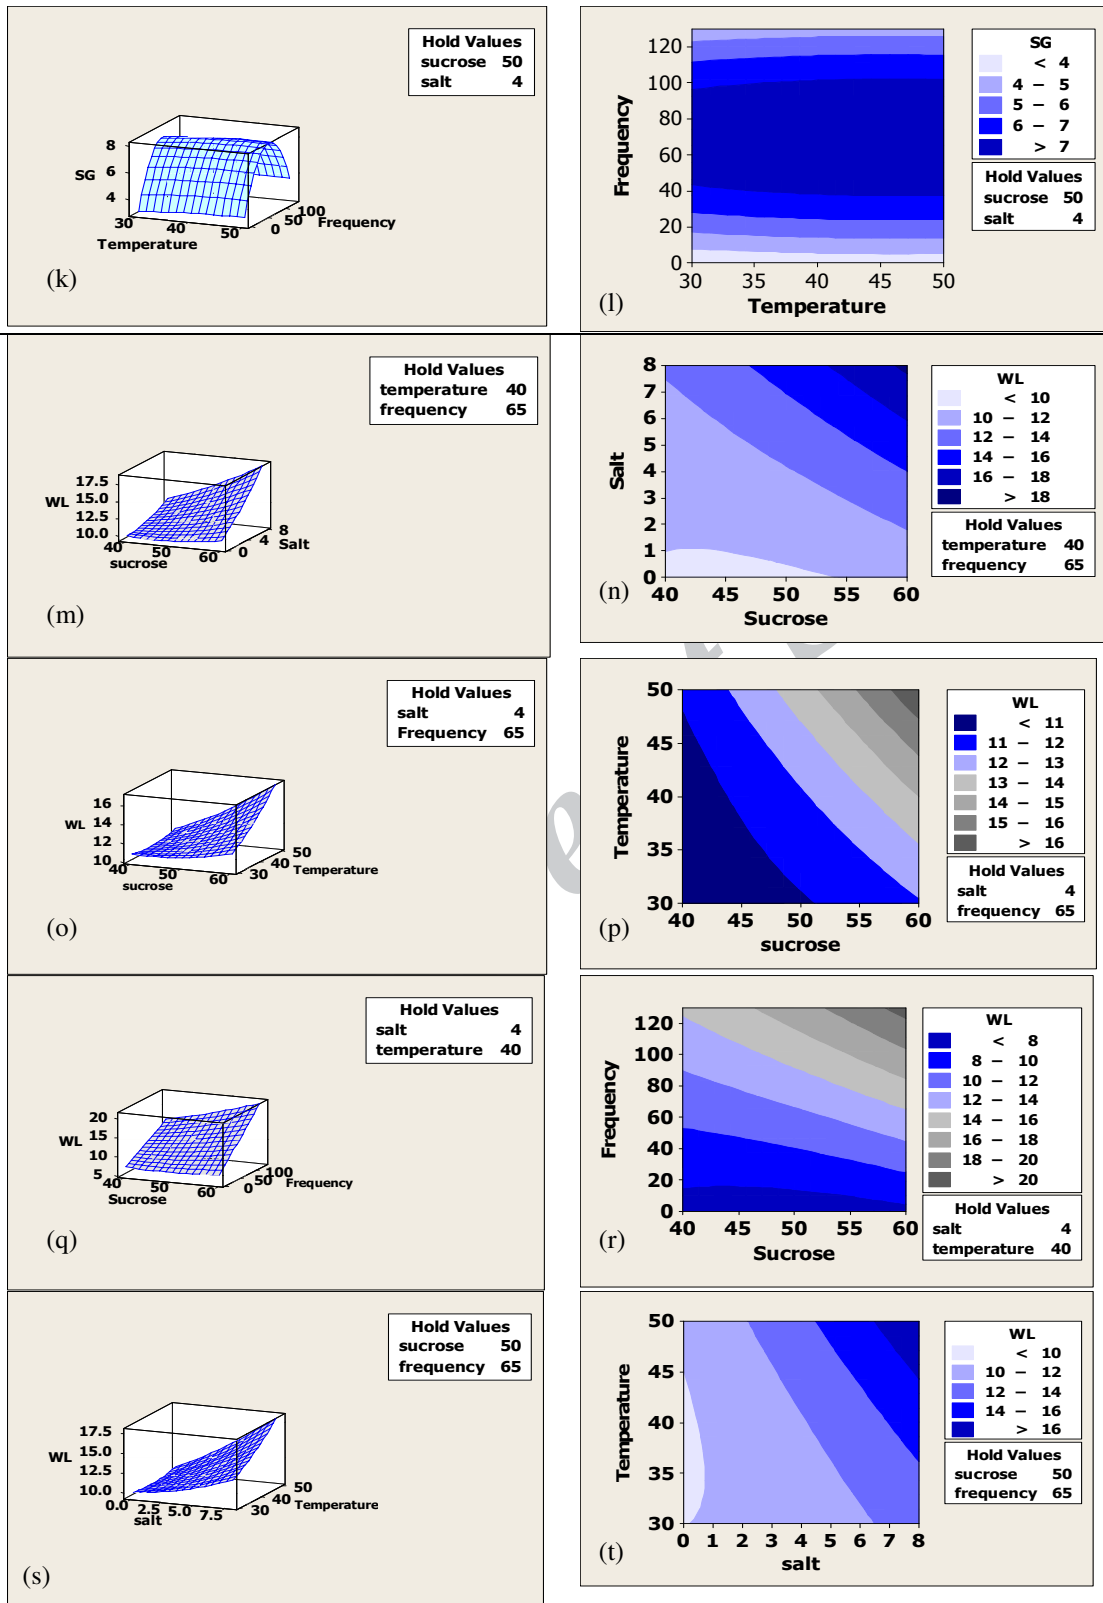 Hold Values
sucrose 50
salt 4
8
6
SG
4
30
40
50
0
50
100
Frequency
Temperature
(k)
120
100
80
60
40
20
0
Frequency
30 35 40 45 50
Temperature
SG
< 4
4 – 5
5 – 6
6 – 7
> 7
Hold Values
sucrose 50
salt 4
(l)
Hold Values
temperature 40
frequency 65
17.5
WL
15.0
12.5
10.0
40
50
60
0
4
8
Salt
sucrose
(m)
8
7
6
5
4
3
2
1
0
Salt
40 45 50 55 60
Sucrose
WL
< 10
10 – 12
12 – 14
14 – 16
16 – 18
> 18
Hold Values
temperature 40
frequency 65
(n)
Hold Values
salt 4
Frequency 65
16
WL 14
12
10
40
50
60
30
40
50
Temperature
sucrose
(o)
50
45
40
35
30
Temperature
40 45 50 55 60
sucrose
WL
< 11
11 – 12
12 – 13
13 – 14
14 – 15
15 – 16
> 16
Hold Values
salt 4
frequency 65
(p)
Hold Values
salt 4
temperature 40
20
WL 15
10
5
40
50
60
0
50
100
Frequency
Sucrose
(q)
120
100
80
60
40
20
0
Frequency
40 45 50 55 60
Sucrose
WL
< 8
8 – 10
10 – 12
12 – 14
14 – 16
16 – 18
18 – 20
> 20
Hold Values
salt 4
temperature 40
(r)
Hold Values
sucrose 50
frequency 65
17.5
WL 15.0
12.5
10.0
0.0
2.5
5.0
7.5
30
40
50
Temperature
salt
(s)
50
45
40
35
30
Temperature
0 1 2 3 4 5 6 7 8
salt
WL
< 10
10 – 12
12 – 14
14 – 16
> 16
Hold Values
sucrose 50
frequency 65
(t)